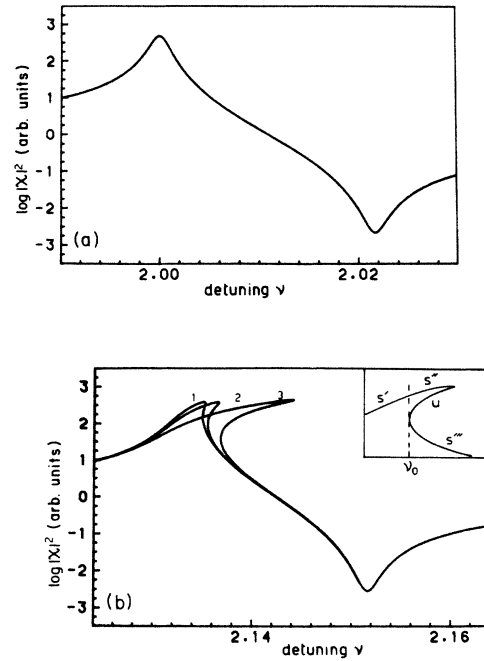 3
2
1
0
-1
-2
-3
log |χ|² (arb. units)
(a)
2.00
2.02
detuning ν
3
2
1
0
-1
-2
-3
log |χ|² (arb. units)
(b)
1
2
3
s'
s''
u
s'''
ν₀
2.14
2.16
detuning ν